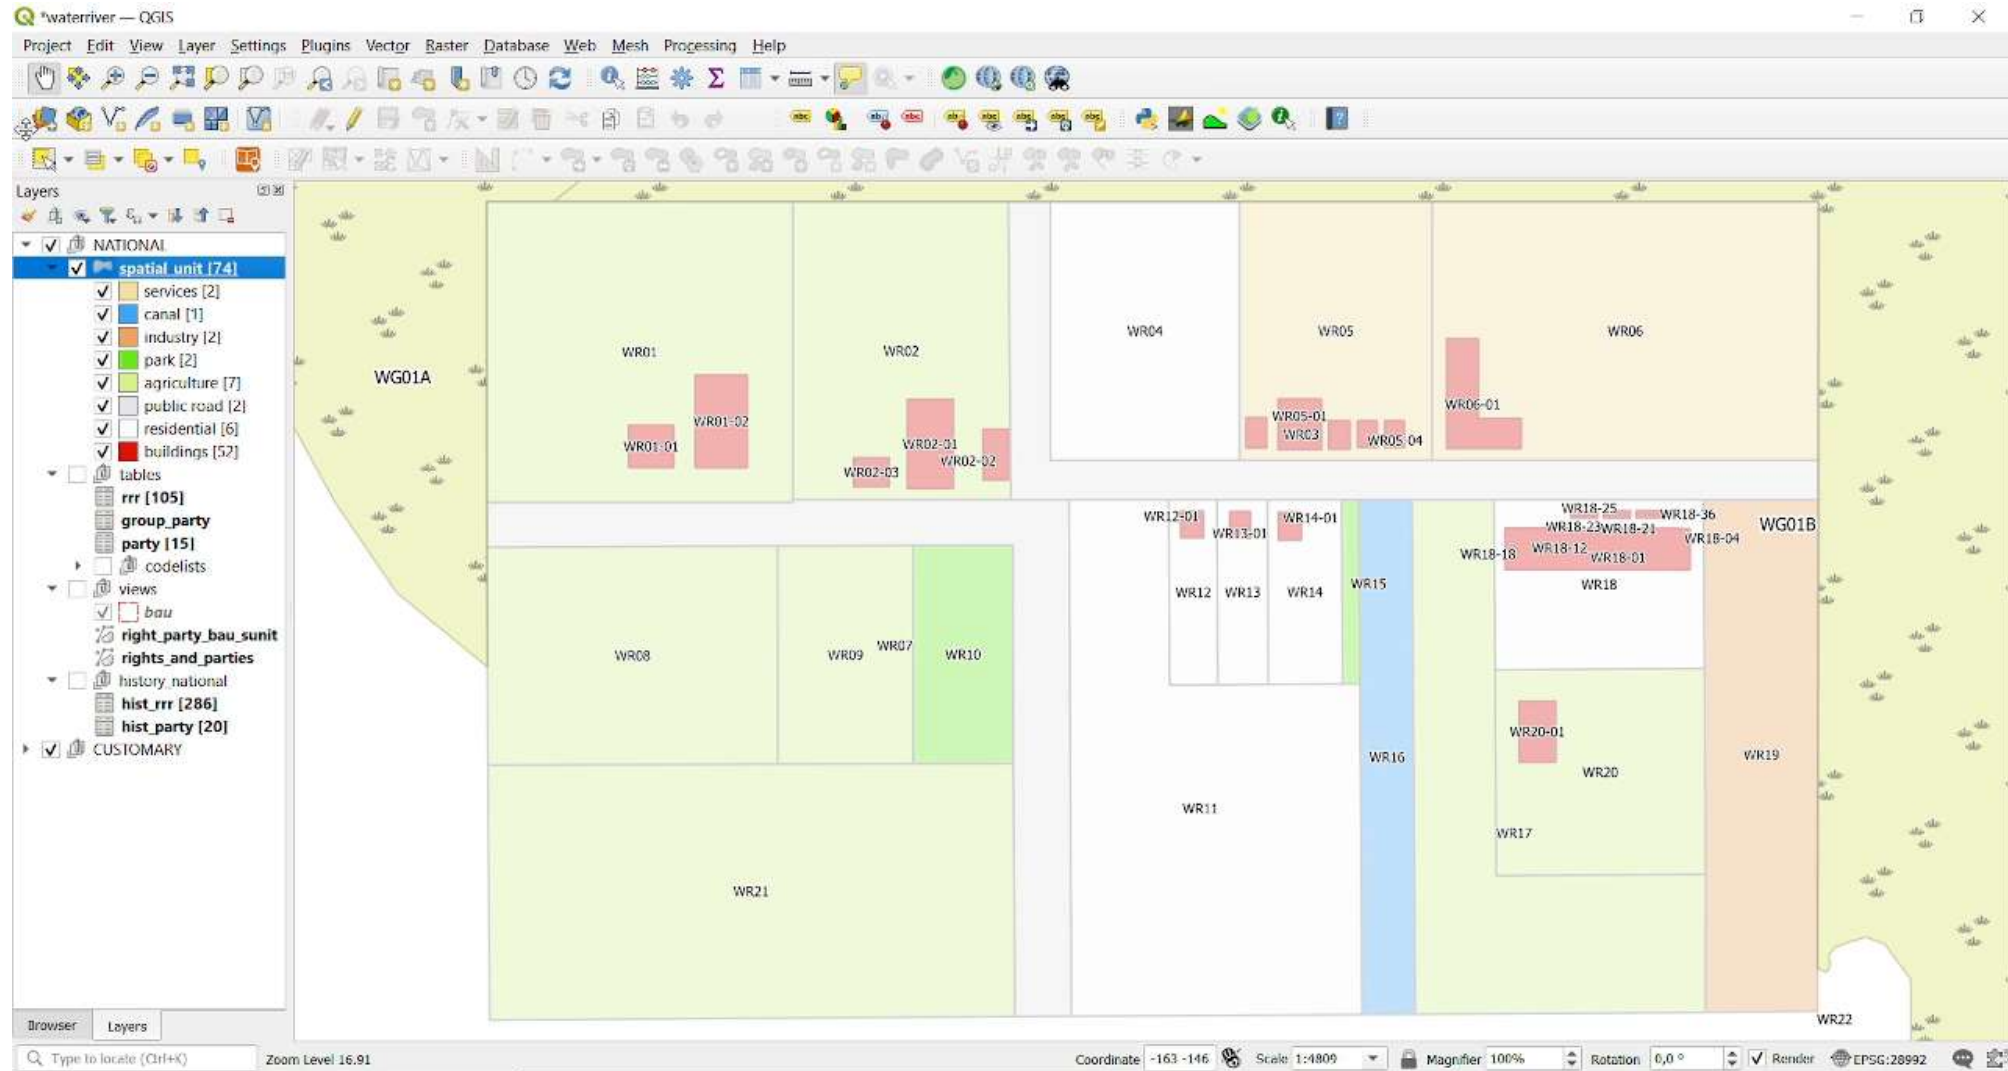 *waterriver — QGIS
Project Edit View Layer Settings Plugins Vector Raster Database Web Mesh Processing Help
Layers
NATIONAL
spatial_unit [74]
services [2]
canal [1]
industry [2]
park [2]
agriculture [7]
public road [2]
residential [6]
buildings [52]
tables
rrr [105]
group_party
party [15]
codelists
views
bau
right_party_bau_sunit
rights_and_parties
history_national
hist_rrr [286]
hist_party [20]
CUSTOMARY
Browser Layers
WG01A
WR01
WR02
WR04
WR05
WR06
WR01-01
WR01-02
WR02-03
WR02-01
WR02-02
WR05-01
WR03
WR05-04
WR06-01
WR12-01
WR13-01
WR14-01
WR18-25
WR18-36
WR18-23
WR18-21
WR18-04
WG01B
WR18-18
WR18-12
WR18-01
WR12
WR13
WR14
WR15
WR18
WR08
WR09
WR07
WR10
WR20-01
WR16
WR20
WR19
WR11
WR17
WR21
WR22
Type to locate (Ctrl+K) Zoom Level 16.91 Coordinate -163 -146 Scale 1:4809 Magnifier 100% Rotation 0,0 ° Render EPSG:28992